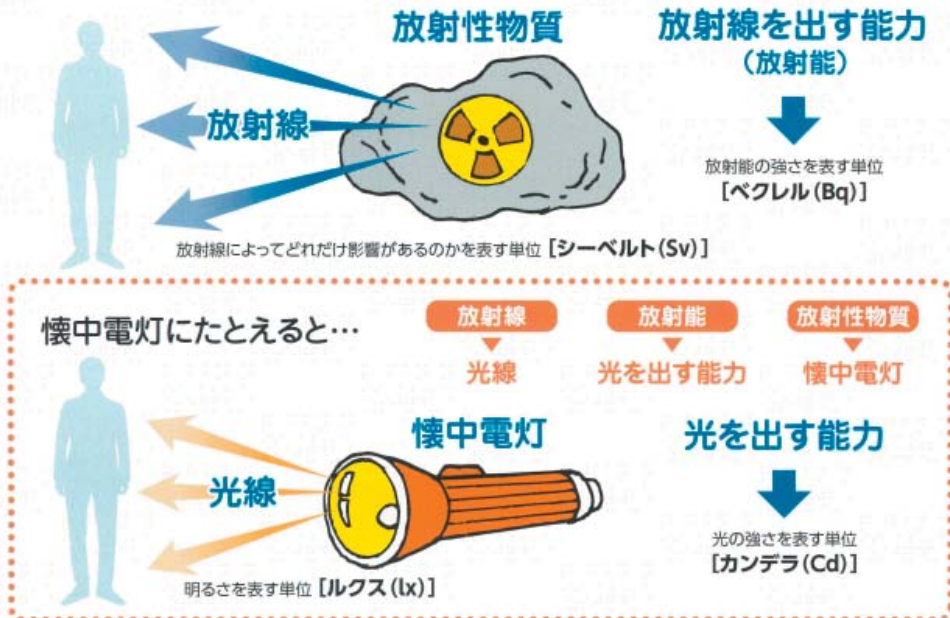 放射性物質
放射線を出す能力
(放射能)
放射線
放射能の強さを表す単位
[ベクレル(Bq)]
放射線によってどれだけ影響があるのかを表す単位 [シーベルト(Sv)]
懐中電灯にたとえると…
放射線
光線
放射能
光を出す能力
放射性物質
懐中電灯
懐中電灯
光を出す能力
光線
光の強さを表す単位
[カンデラ(Cd)]
明るさを表す単位 [ルクス(lx)]